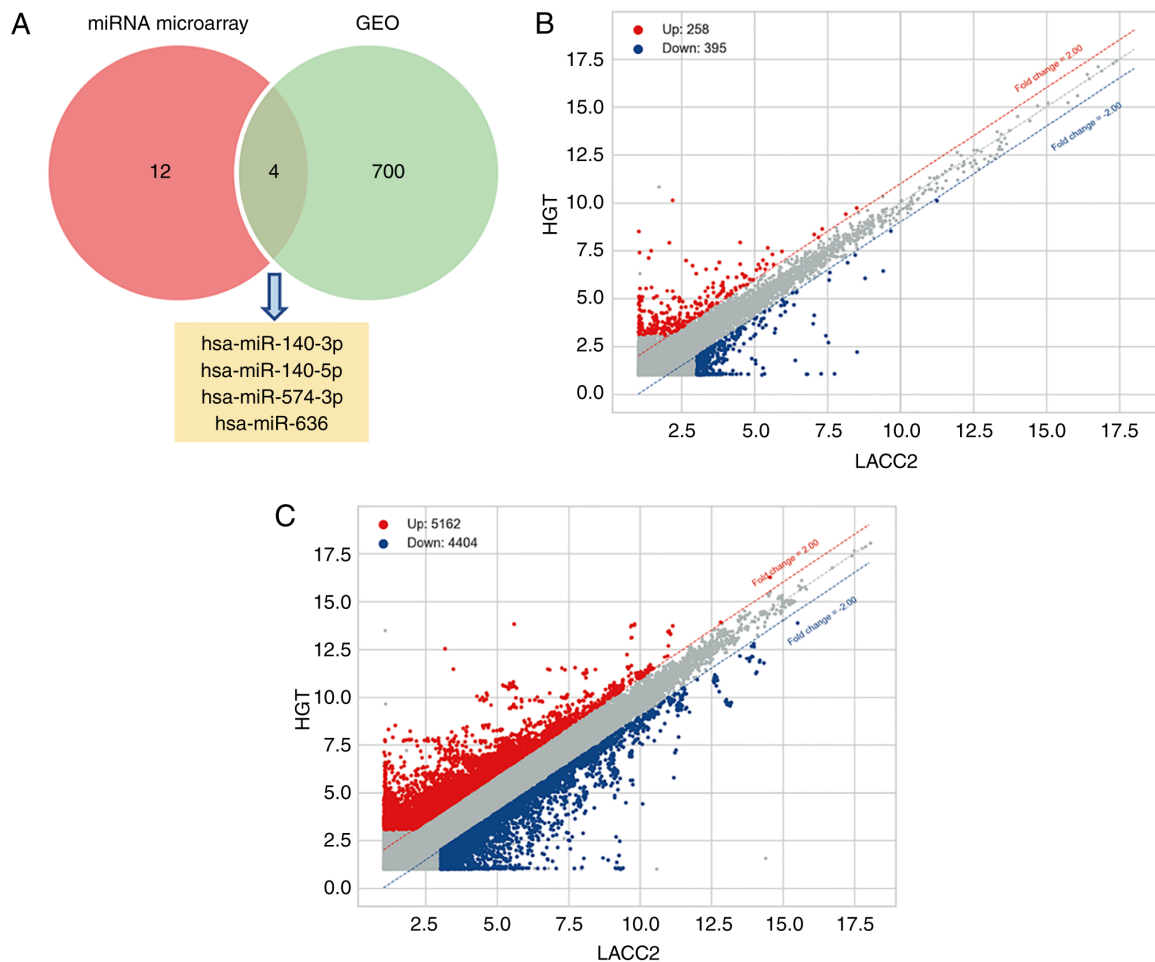 A
miRNA microarray
GEO
12
4
700
hsa-miR-140-3p
hsa-miR-140-5p
hsa-miR-574-3p
hsa-miR-636
B
Up: 258
Down: 395
Fold change = 2.00
Fold change = -2.00
17.5
15.0
12.5
10.0
7.5
5.0
2.5
0.0
HGT
2.5 5.0 7.5 10.0 12.5 15.0 17.5
LACC2
C
Up: 5162
Down: 4404
Fold change = 2.00
Fold change = -2.00
17.5
15.0
12.5
10.0
7.5
5.0
2.5
0.0
HGT
2.5 5.0 7.5 10.0 12.5 15.0 17.5
LACC2